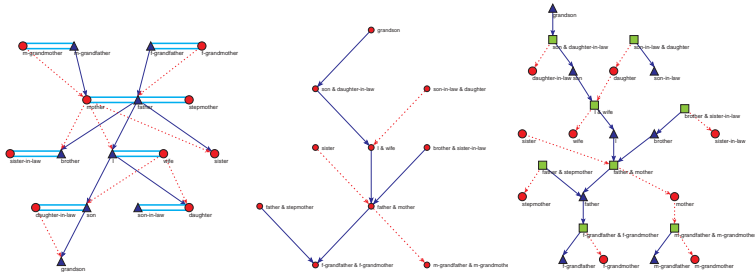 m-grandmother
m-grandfather
f-grandfather
f-grandmother
mother
father
stepmother
sister-in-law
brother
I
wife
sister
daughter-in-law
son
son-in-law
daughter
grandson
grandson
son & daughter-in-law
son-in-law & daughter
sister
I & wife
brother & sister-in-law
father & stepmother
father & mother
f-grandfather & f-grandmother
m-grandfather & m-grandmother
grandson
son & daughter-in-law
son-in-law & daughter
daughter-in-law
son
daughter
son-in-law
I & wife
brother & sister-in-law
sister
wife
I
brother
sister-in-law
father & stepmother
father & mother
stepmother
father
mother
f-grandfather & f-grandmother
m-grandfather & m-grandmother
f-grandfather
f-grandmother
m-grandfather
m-grandmother